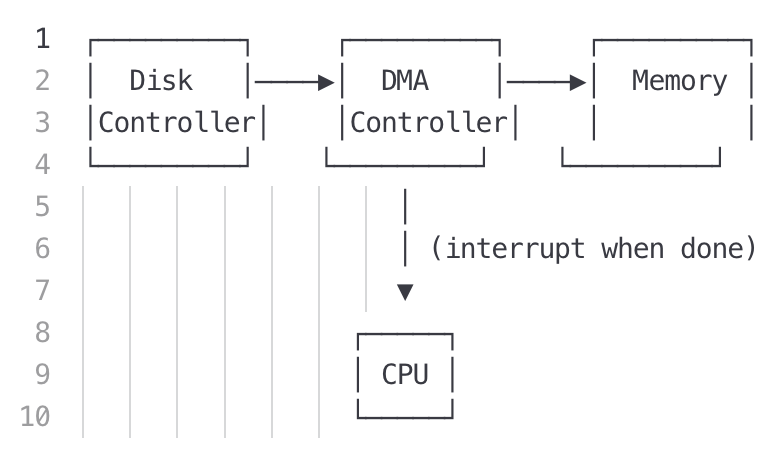 1 ┌─────────┐     ┌─────────┐     ┌─────────┐
2 │  Disk   │────▶│  DMA    │────▶│  Memory │
3 │Controller│    │Controller│    │         │
4 └─────────┘    └─────────┘    └─────────┘
5                     │
6                     │ (interrupt when done)
7                     ▼
8                  ┌─────┐
9                  │ CPU │
10                 └─────┘